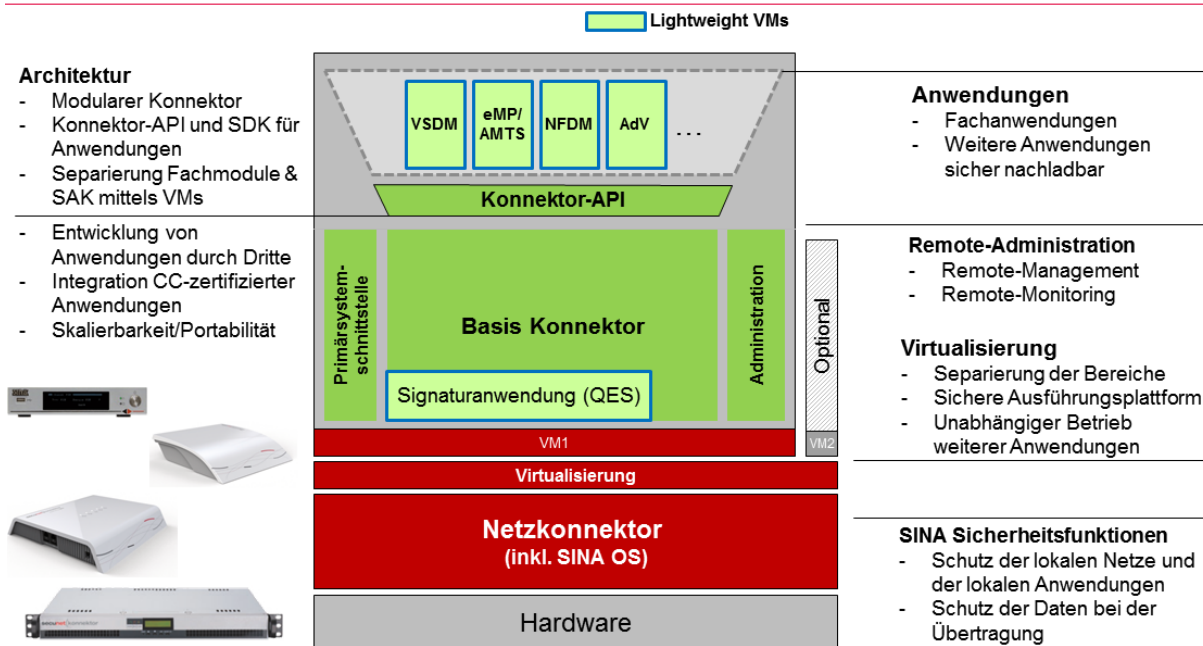 Lightweight VMs
Architektur
- Modularer Konnektor
- Konnektor-API und SDK für
Anwendungen
- Separierung Fachmodule &
SAK mittels VMs
- Entwicklung von
Anwendungen durch Dritte
- Integration CC-zertifizierter
Anwendungen
- Skalierbarkeit/Portabilität
VSDM
eMP/
AMTS
NFDM
AdV
...
Konnektor-API
Primärsystem-
schnittstelle
Basis Konnektor
Administration
Signaturanwendung (QES)
VM1
Optional
VM2
Virtualisierung
Netzkonnektor
(inkl. SINA OS)
Hardware
Anwendungen
- Fachanwendungen
- Weitere Anwendungen
sicher nachladbar
Remote-Administration
- Remote-Management
- Remote-Monitoring
Virtualisierung
- Separierung der Bereiche
- Sichere Ausführungsplattform
- Unabhängiger Betrieb
weiterer Anwendungen
SINA Sicherheitsfunktionen
- Schutz der lokalen Netze und
der lokalen Anwendungen
- Schutz der Daten bei der
Übertragung
secunet konnektor